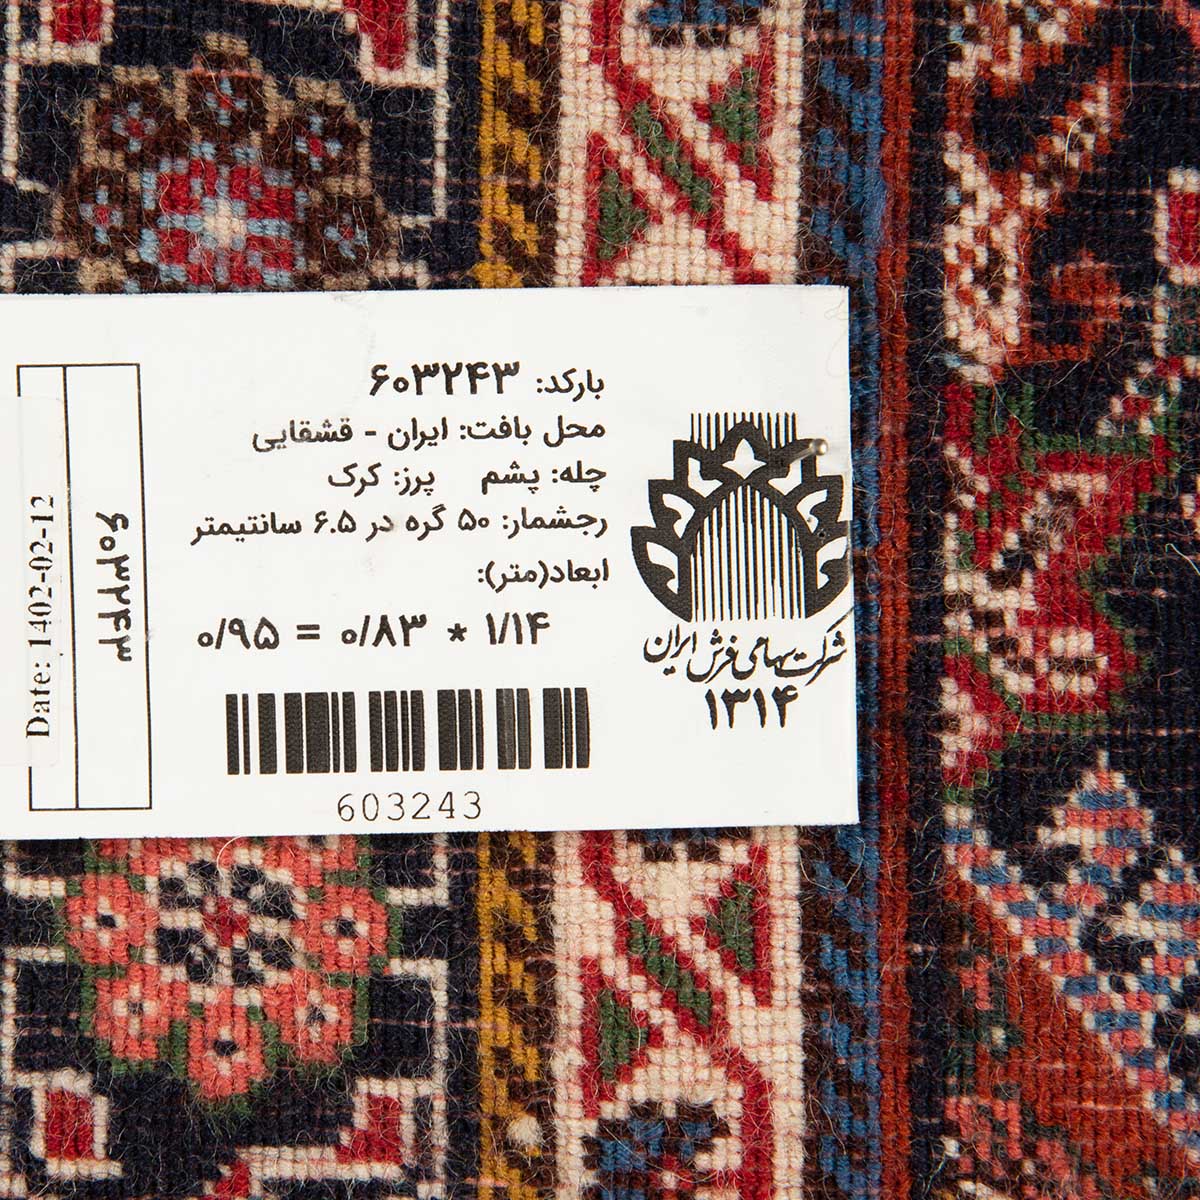 بارکد: ۶۰۳۲۴۳
محل بافت: ایران - قشقایی
چله: پشم پرز: کرک
رجشمار: ۵۰ گره در ۶.۵ سانتیمتر
ابعاد(متر):
۱/۱۴ * ۰/۸۳ = ۰/۹۵
603243
شرکت سهامی فرش ایران
۱۳۱۴
۶۰۳۲۴۳
Date: 1402-02-12